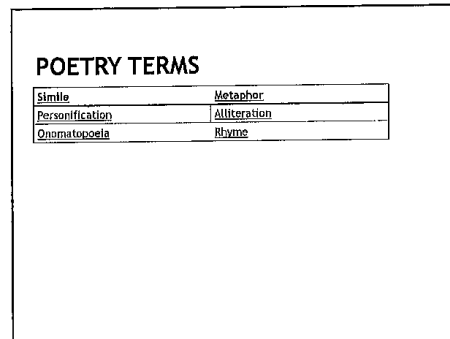 POETRY TERMS
Simile Metaphor
Personification Alliteration
Onomatopoeia Rhyme